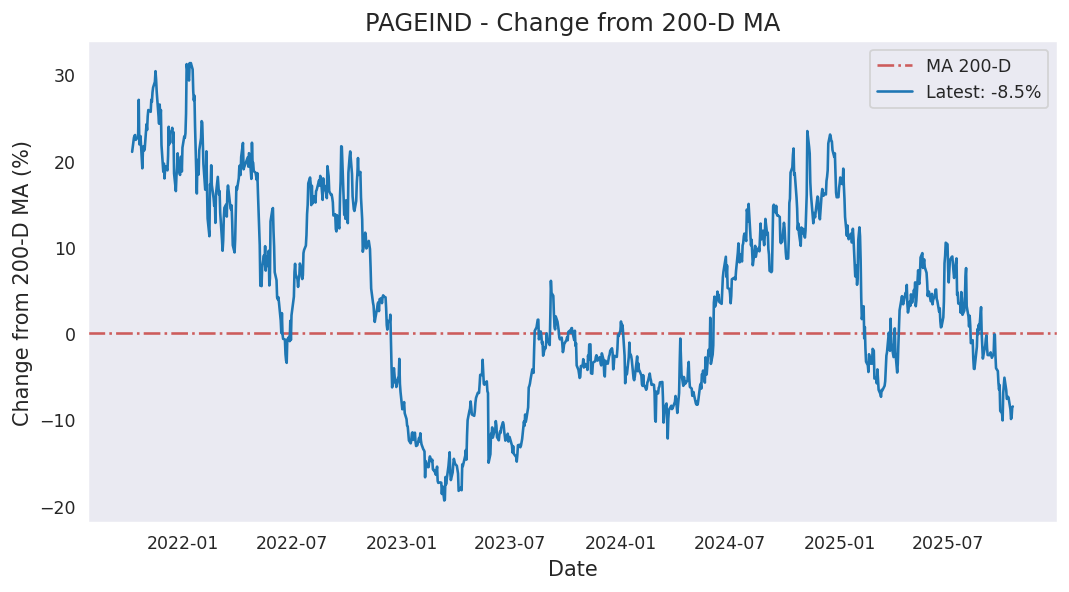 PAGEIND - Change from 200-D MA
MA 200-D
Latest: -8.5%
Change from 200-D MA (%)
30
20
10
0
−10
−20
2022-01 2022-07 2023-01 2023-07 2024-01 2024-07 2025-01 2025-07
Date